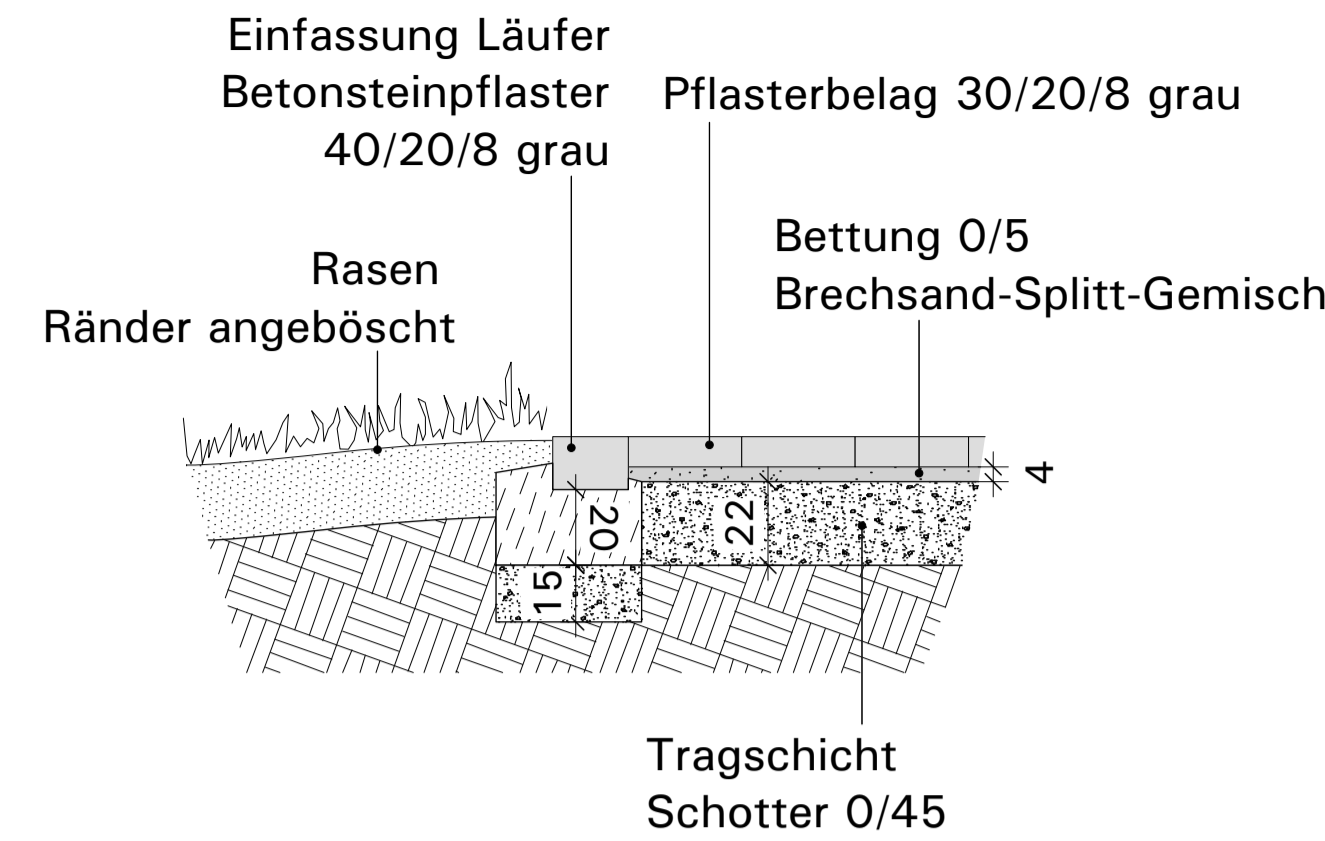 Einfassung Läufer
Betonsteinpflaster
40/20/8 grau
Pflasterbelag 30/20/8 grau
Bettung 0/5
Brechsand-Splitt-Gemisch
Rasen
Ränder angeböscht
4
20
22
15
Tragschicht
Schotter 0/45